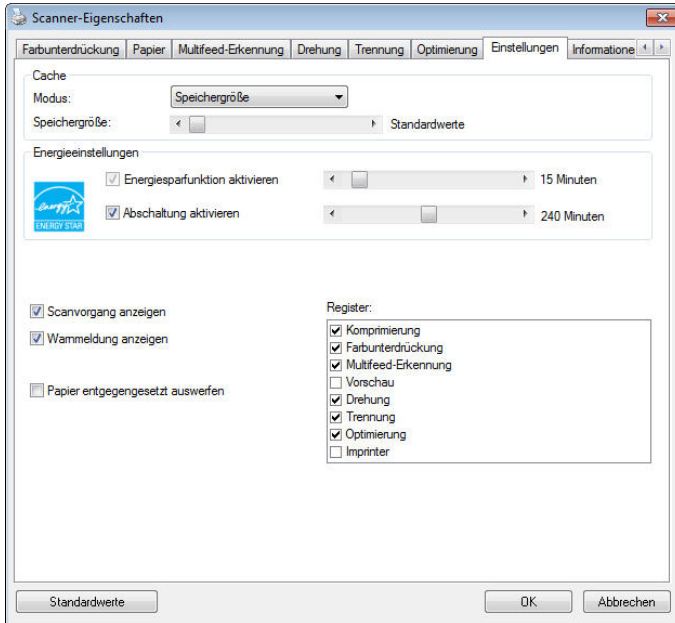 Scanner-Eigenschaften
Farbunterdrückung Papier Multifeed-Erkennung Drehung Trennung Optimierung Einstellungen Informatione
Cache
Modus: Speichergröße
Speichergröße: Standardwerte
Energieeinstellungen
Energiesparfunktion aktivieren 15 Minuten
Abschaltung aktivieren 240 Minuten
energy
ENERGY STAR
Scanvorgang anzeigen
Warnmeldung anzeigen
Papier entgegengesetzt auswerfen
Register:
Komprimierung
Farbunterdrückung
Multifeed-Erkennung
Vorschau
Drehung
Trennung
Optimierung
Imprinter
Standardwerte OK Abbrechen